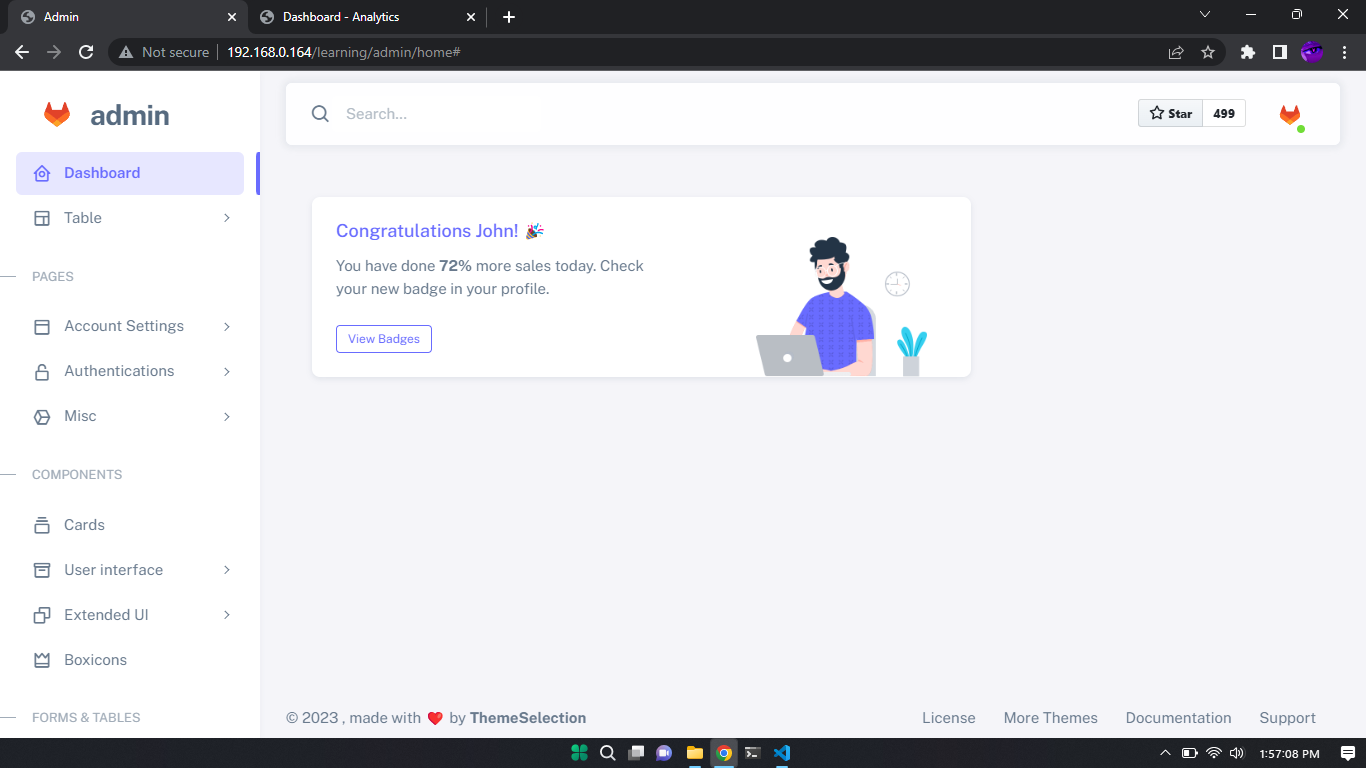 Admin
Dashboard - Analytics
Not secure
192.168.0.164/learning/admin/home#
admin
Search...
Star
499
Dashboard
Table
PAGES
Account Settings
Authentications
Misc
COMPONENTS
Cards
User interface
Extended UI
Boxicons
FORMS & TABLES
Congratulations John! 🎉
You have done 72% more sales today. Check
your new badge in your profile.
View Badges
© 2023 , made with ❤️ by ThemeSelection
License
More Themes
Documentation
Support
1:57:08 PM